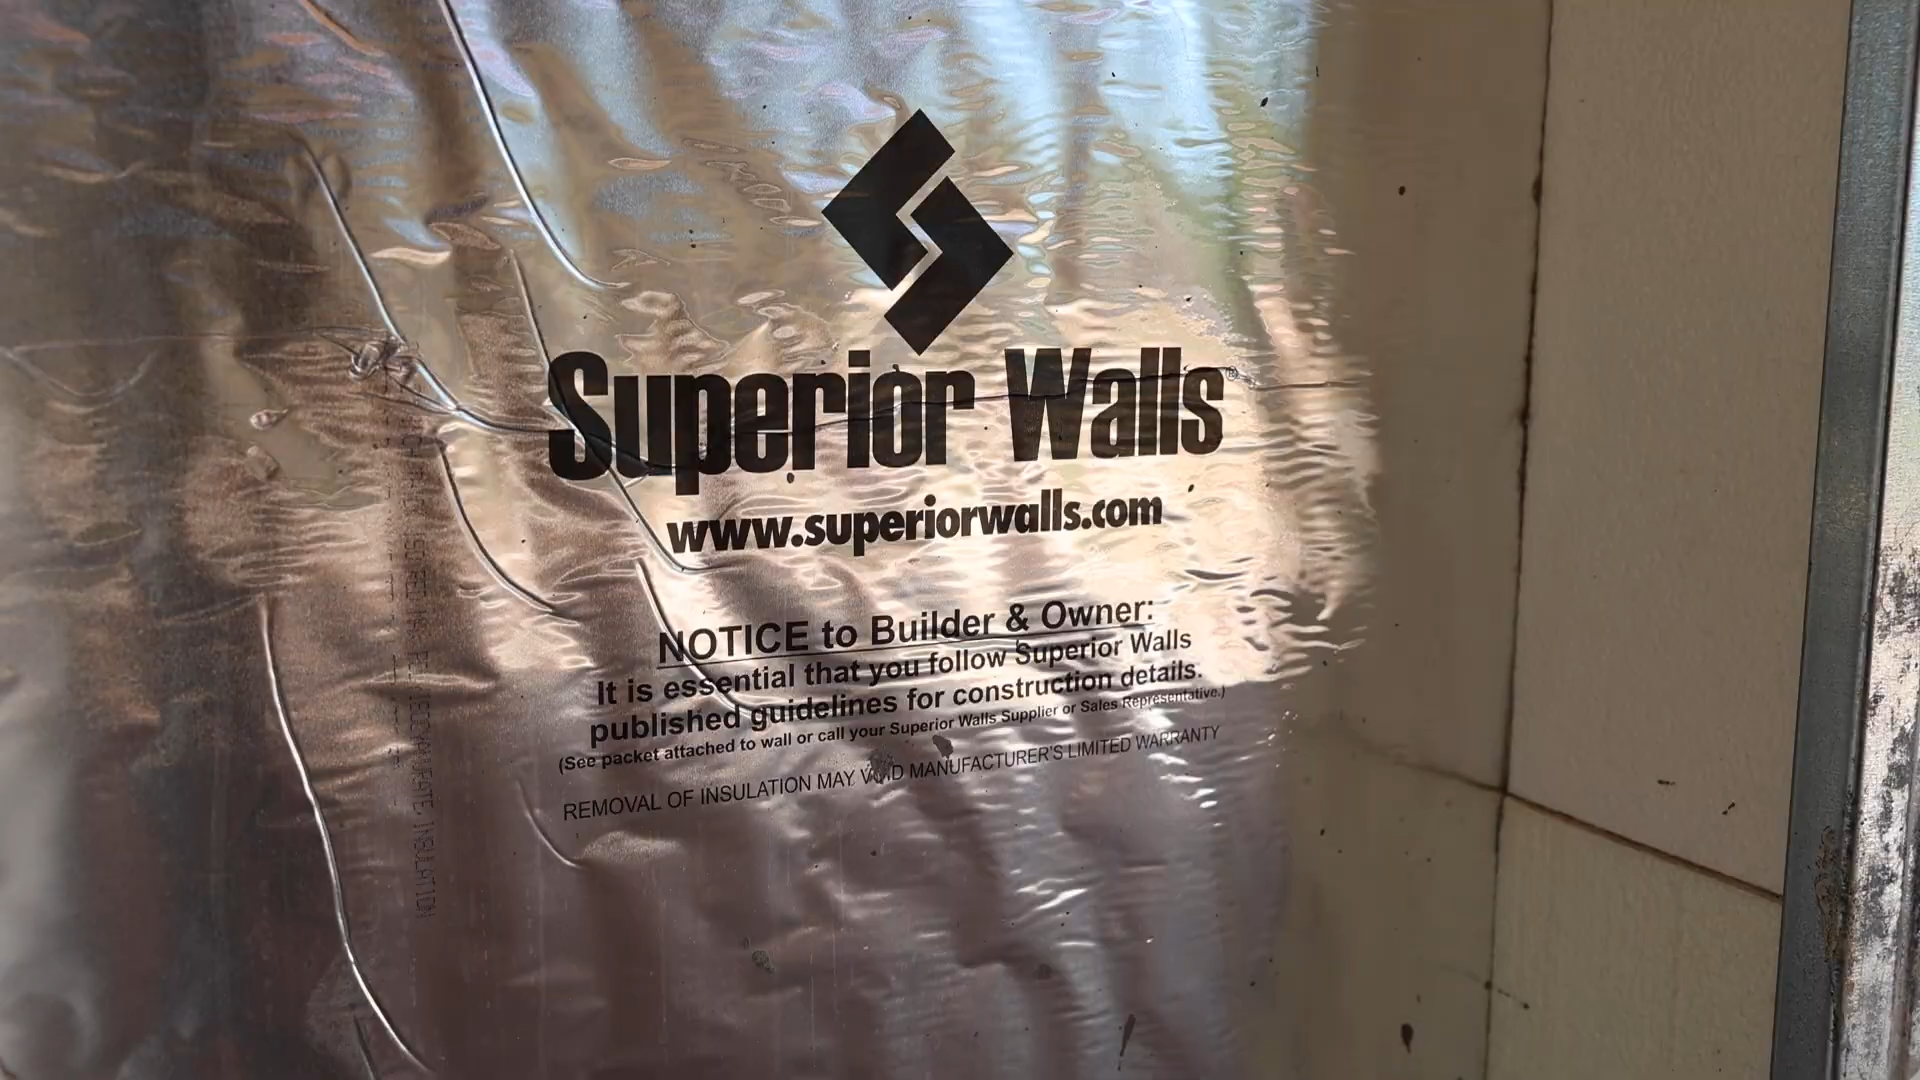 Superior Walls®
www.superiorwalls.com
NOTICE to Builder & Owner:
It is essential that you follow Superior Walls
published guidelines for construction details.
(See packet attached to wall or call your Superior Walls Supplier or Sales Representative.)
REMOVAL OF INSULATION MAY VOID MANUFACTURER'S LIMITED WARRANTY
INSULATION